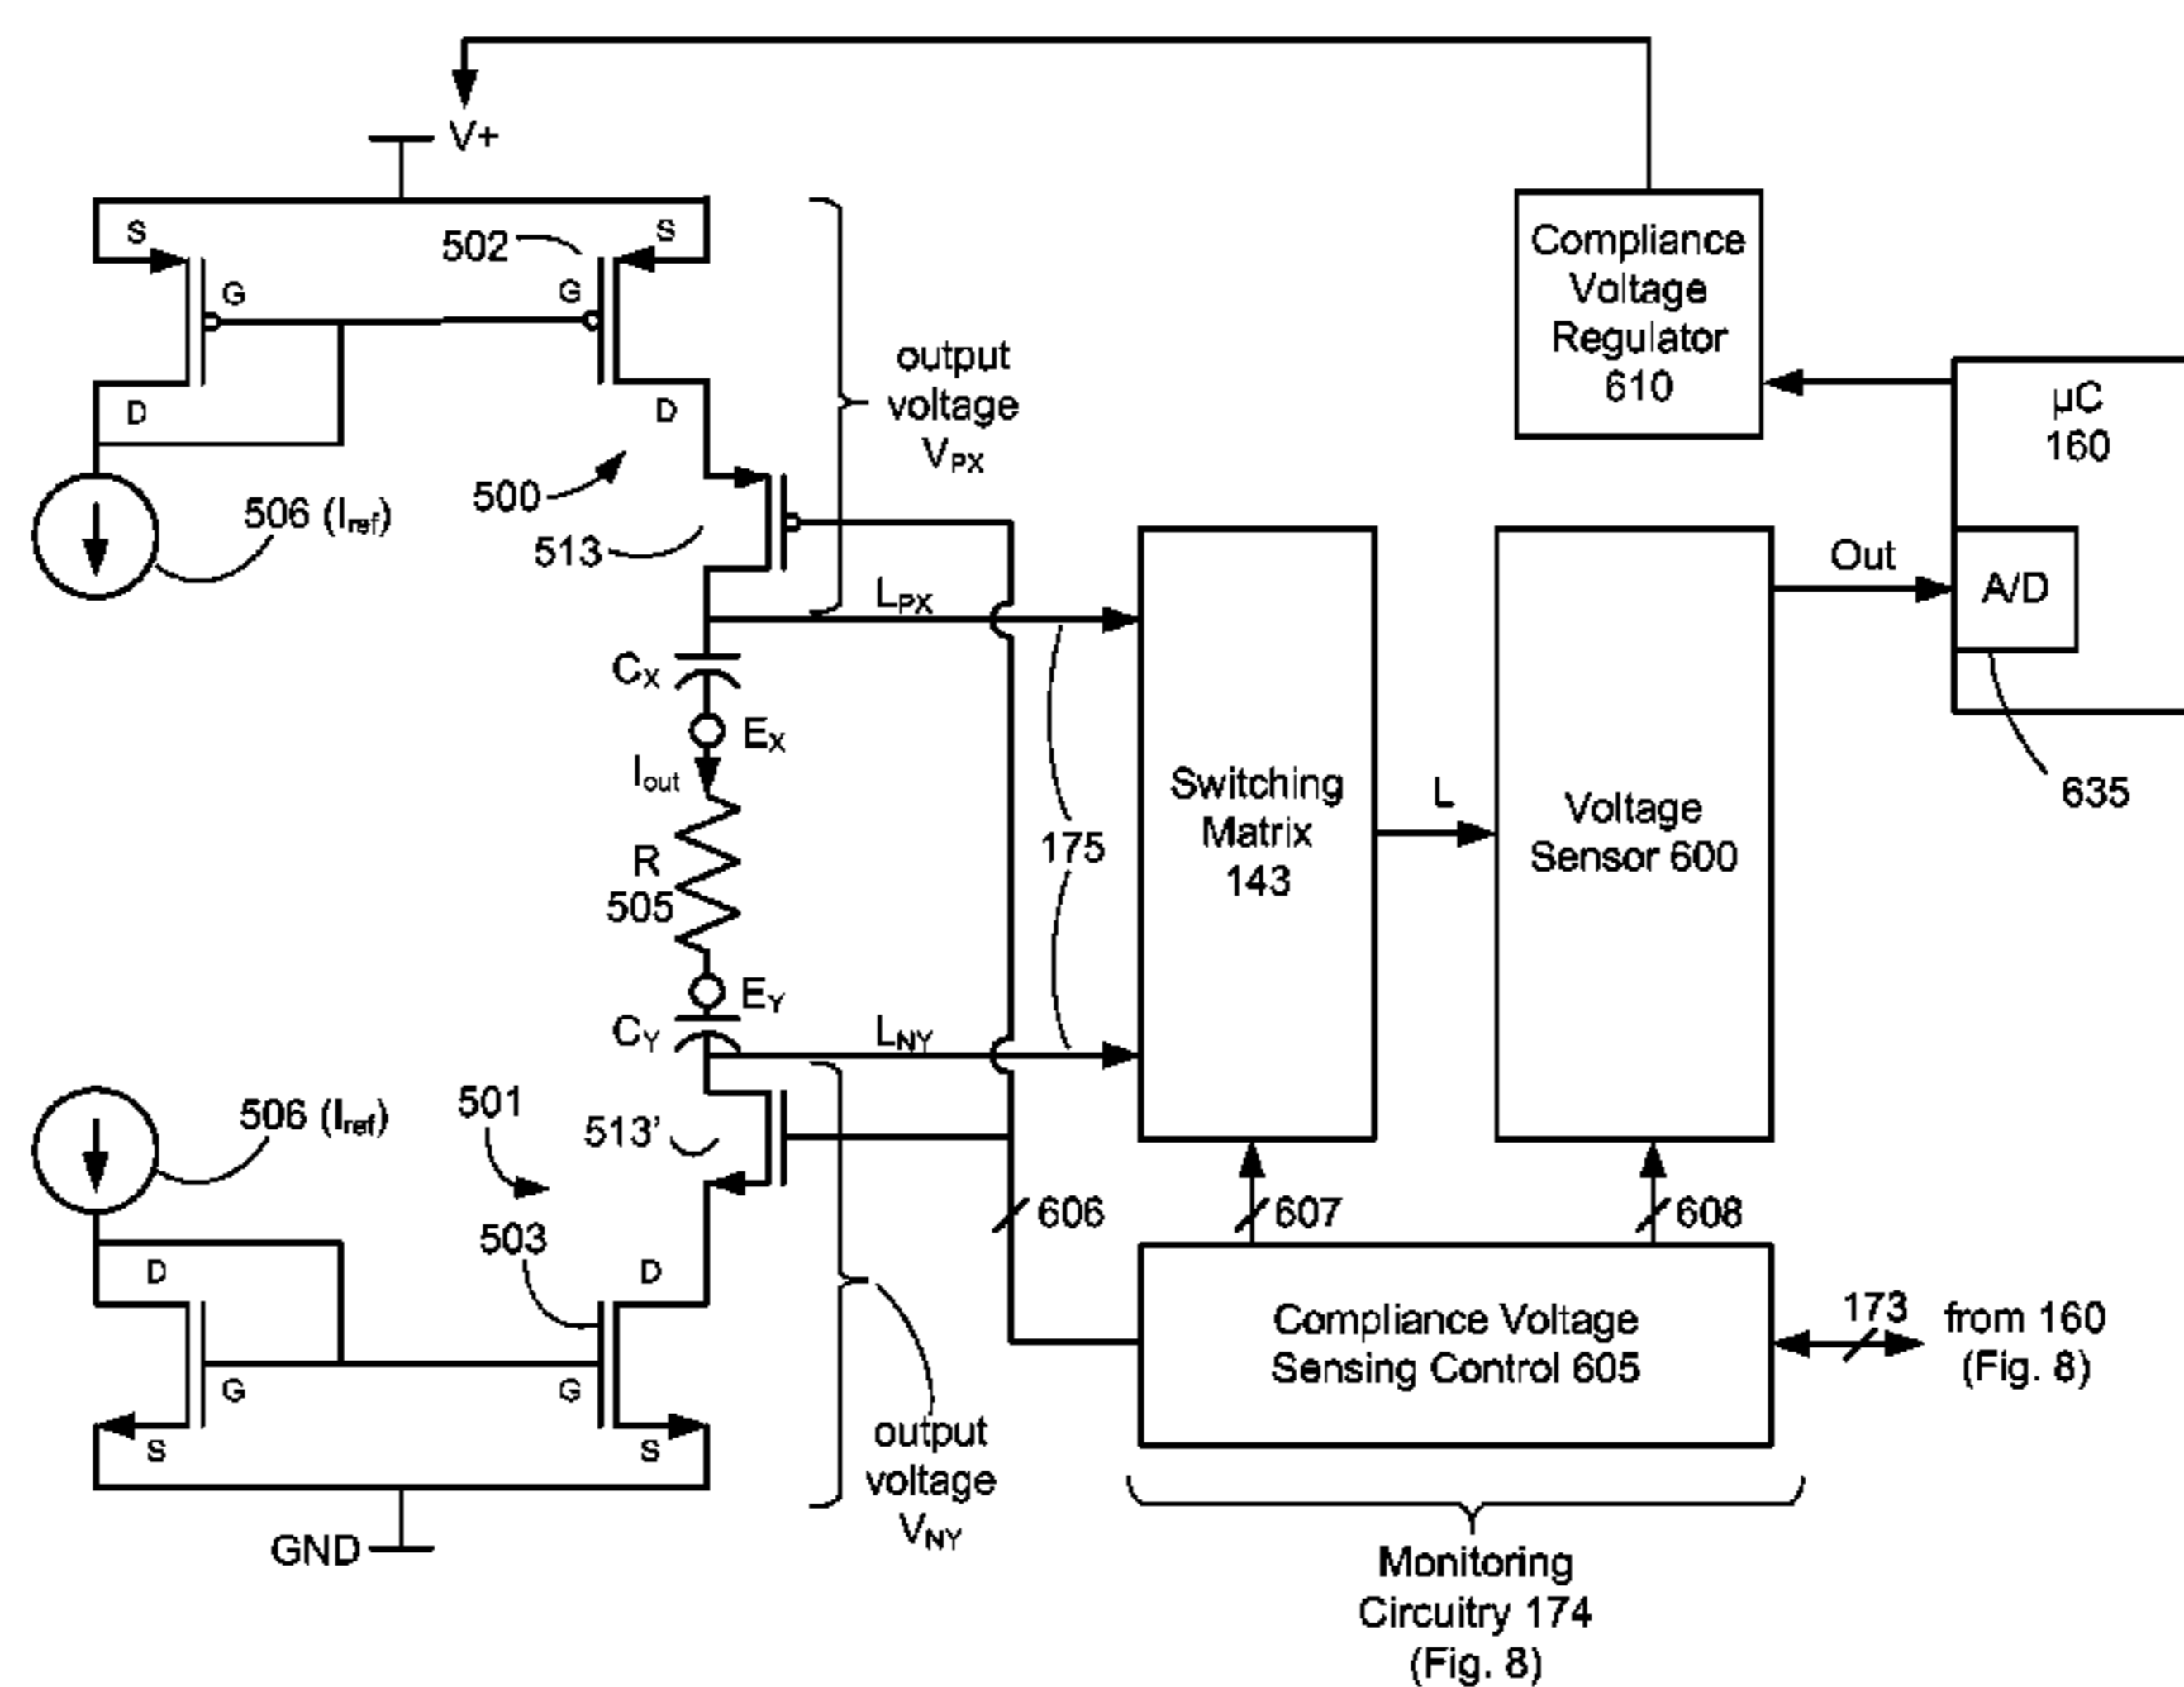 V+
S
502
S
G
G
D
D
500
506 (Iref)
513
output
voltage
VPX
Compliance
Voltage
Regulator
610
µC
160
A/D
635
Out
LPX
CX
EX
Iout
R
505
EY
CY
LNY
175
Switching
Matrix
143
L
Voltage
Sensor 600
506 (Iref)
501
513'
503
D
D
G
G
S
S
GND
606
607
608
Compliance Voltage
Sensing Control 605
173
from 160
(Fig. 8)
output
voltage
VNY
Monitoring
Circuitry 174
(Fig. 8)